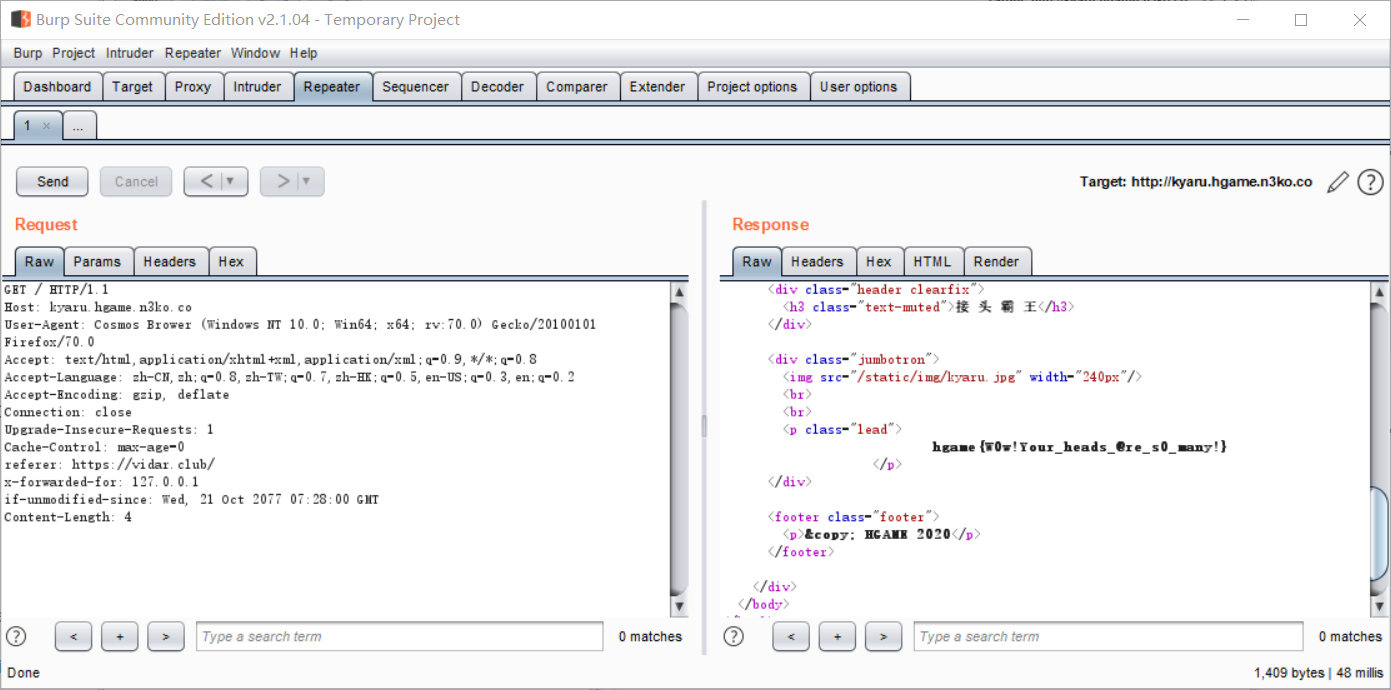 Burp Suite Community Edition v2.1.04 - Temporary Project
Burp Project Intruder Repeater Window Help
Dashboard Target Proxy Intruder Repeater Sequencer Decoder Comparer Extender Project options User options
1 × ...
Send Cancel < > Target: http://kyaru.hgame.n3ko.co ?
Request
Raw Params Headers Hex
GET / HTTP/1.1
Host: kyaru.hgame.n3ko.co
User-Agent: Cosmos Brower (Windows NT 10.0; Win64; x64; rv:70.0) Gecko/20100101
Firefox/70.0
Accept: text/html,application/xhtml+xml,application/xml;q=0.9,*/*;q=0.8
Accept-Language: zh-CN,zh;q=0.8,zh-TW;q=0.7,zh-HK;q=0.5,en-US;q=0.3,en;q=0.2
Accept-Encoding: gzip, deflate
Connection: close
Upgrade-Insecure-Requests: 1
Cache-Control: max-age=0
referer: https://vidar.club/
x-forwarded-for: 127.0.0.1
if-unmodified-since: Wed, 21 Oct 2077 07:28:00 GMT
Content-Length: 4
? < + > Type a search term 0 matches
Response
Raw Headers Hex HTML Render
<div class="header clearfix">
<h3 class="text-muted">接 头 霸 王</h3>
</div>
<div class="jumbotron">
<img src="/static/img/kyaru.jpg" width="240px"/>
<br>
<br>
<p class="lead">
hgame{W0w!Your_heads_@re_s0_many!}
</p>
</div>
<footer class="footer">
<p>&copy; HGAME 2020</p>
</footer>
</div>
</body>
? < + > Type a search term 0 matches
Done 1,409 bytes | 48 millis